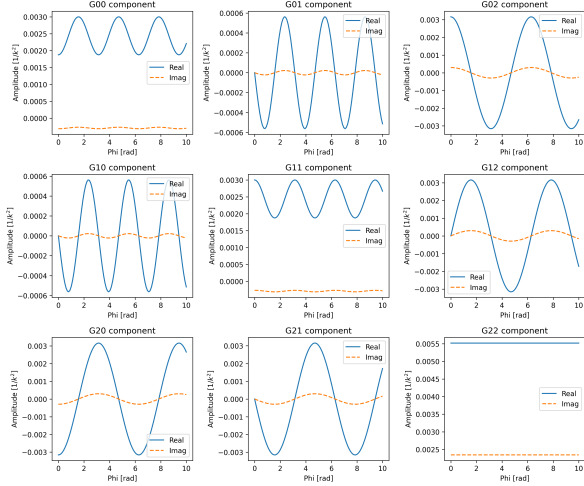 G00 component
G01 component
G02 component
Amplitude [1/k²]
0.0030
0.0025
0.0020
0.0015
0.0010
0.0005
0.0000
Real
Imag
0 2 4 6 8 10
Phi [rad]
Amplitude [1/k²]
0.0006
0.0004
0.0002
0.0000
−0.0002
−0.0004
−0.0006
Real
Imag
0 2 4 6 8 10
Phi [rad]
Amplitude [1/k²]
0.003
0.002
0.001
0.000
−0.001
−0.002
−0.003
Real
Imag
0 2 4 6 8 10
Phi [rad]
G10 component
G11 component
G12 component
Amplitude [1/k²]
0.0006
0.0004
0.0002
0.0000
−0.0002
−0.0004
−0.0006
Real
Imag
0 2 4 6 8 10
Phi [rad]
Amplitude [1/k²]
0.0030
0.0025
0.0020
0.0015
0.0010
0.0005
0.0000
Real
Imag
0 2 4 6 8 10
Phi [rad]
Amplitude [1/k²]
0.003
0.002
0.001
0.000
−0.001
−0.002
−0.003
Real
Imag
0 2 4 6 8 10
Phi [rad]
G20 component
G21 component
G22 component
Amplitude [1/k²]
0.003
0.002
0.001
0.000
−0.001
−0.002
−0.003
Real
Imag
0 2 4 6 8 10
Phi [rad]
Amplitude [1/k²]
0.003
0.002
0.001
0.000
−0.001
−0.002
−0.003
Real
Imag
0 2 4 6 8 10
Phi [rad]
Amplitude [1/k²]
0.0055
0.0050
0.0045
0.0040
0.0035
0.0030
0.0025
Real
Imag
0 2 4 6 8 10
Phi [rad]